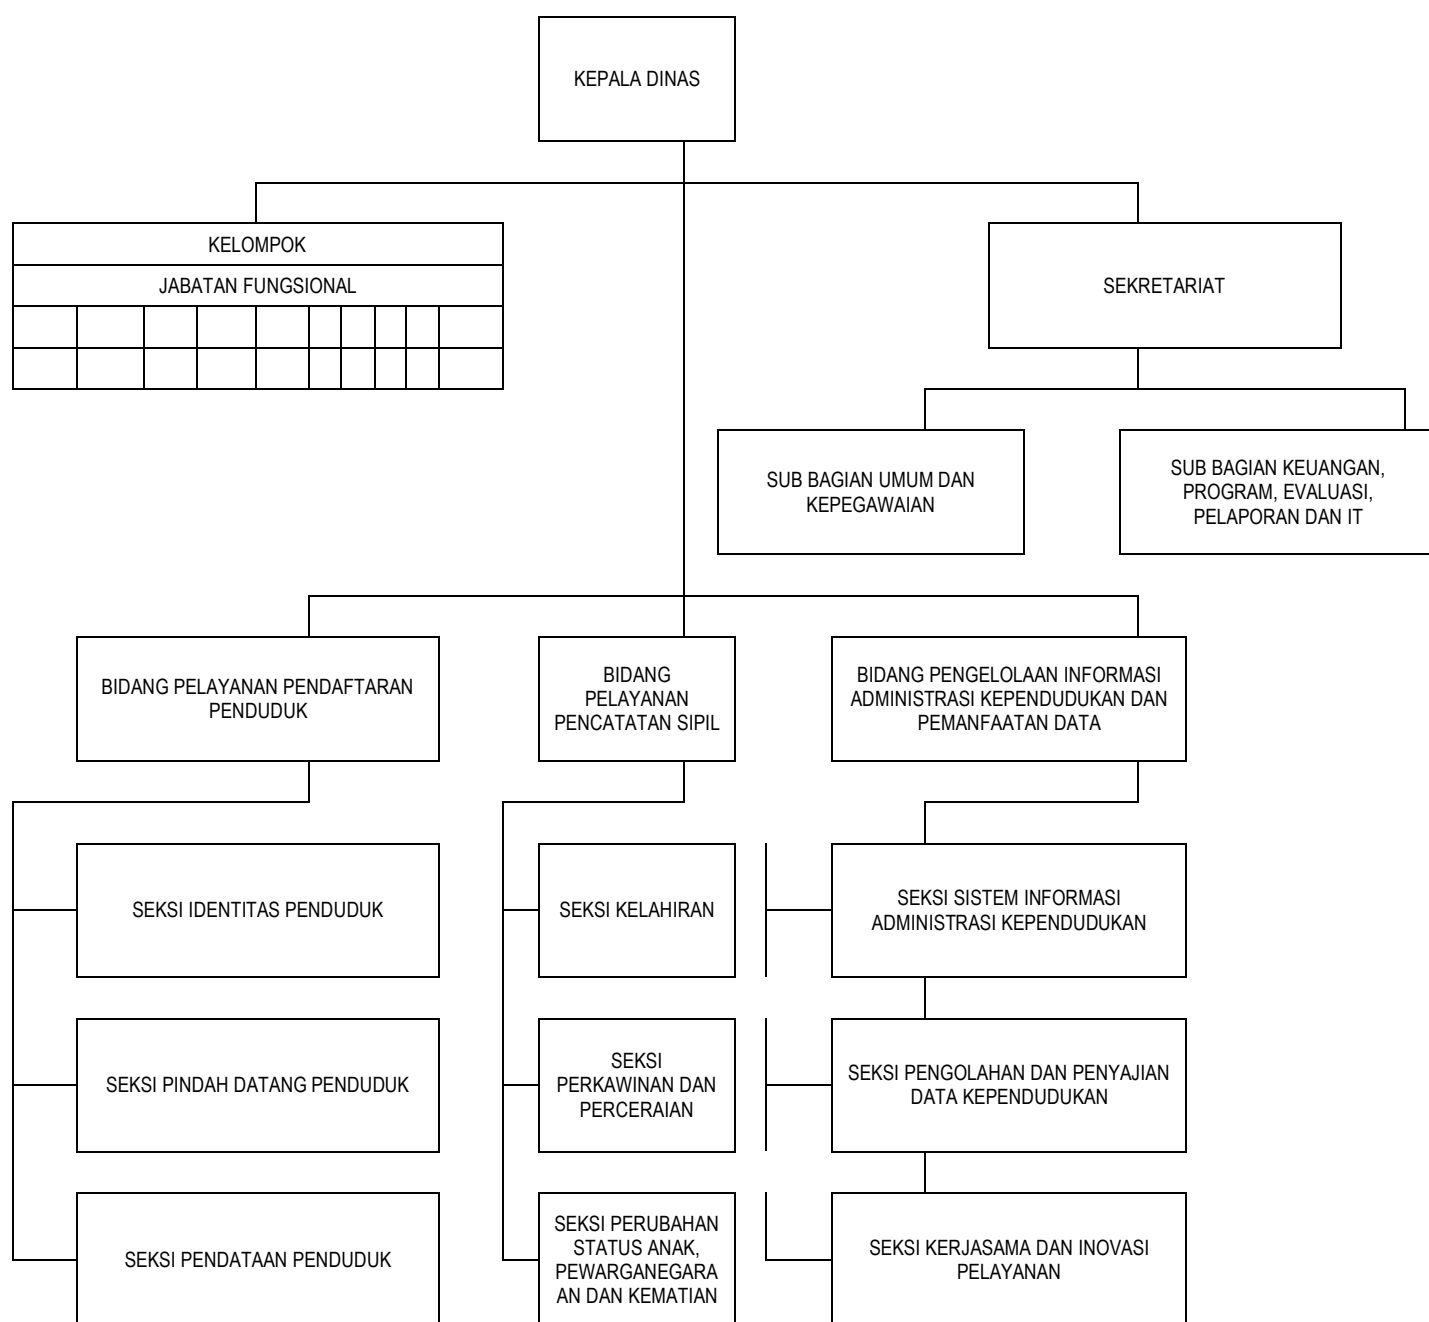 KEPALA DINAS
KELOMPOK
JABATAN FUNGSIONAL
SEKRETARIAT
SUB BAGIAN UMUM DAN
KEPEGAWAIAN
SUB BAGIAN KEUANGAN,
PROGRAM, EVALUASI,
PELAPORAN DAN IT
BIDANG PELAYANAN PENDAFTARAN
PENDUDUK
BIDANG
PELAYANAN
PENCATATAN SIPIL
BIDANG PENGELOLAAN INFORMASI
ADMINISTRASI KEPENDUDUKAN DAN
PEMANFAATAN DATA
SEKSI IDENTITAS PENDUDUK
SEKSI KELAHIRAN
SEKSI SISTEM INFORMASI
ADMINISTRASI KEPENDUDUKAN
SEKSI PINDAH DATANG PENDUDUK
SEKSI
PERKAWINAN DAN
PERCERAIAN
SEKSI PENGOLAHAN DAN PENYAJIAN
DATA KEPENDUDUKAN
SEKSI PENDATAAN PENDUDUK
SEKSI PERUBAHAN
STATUS ANAK,
PEWARGANEGARA
AN DAN KEMATIAN
SEKSI KERJASAMA DAN INOVASI
PELAYANAN